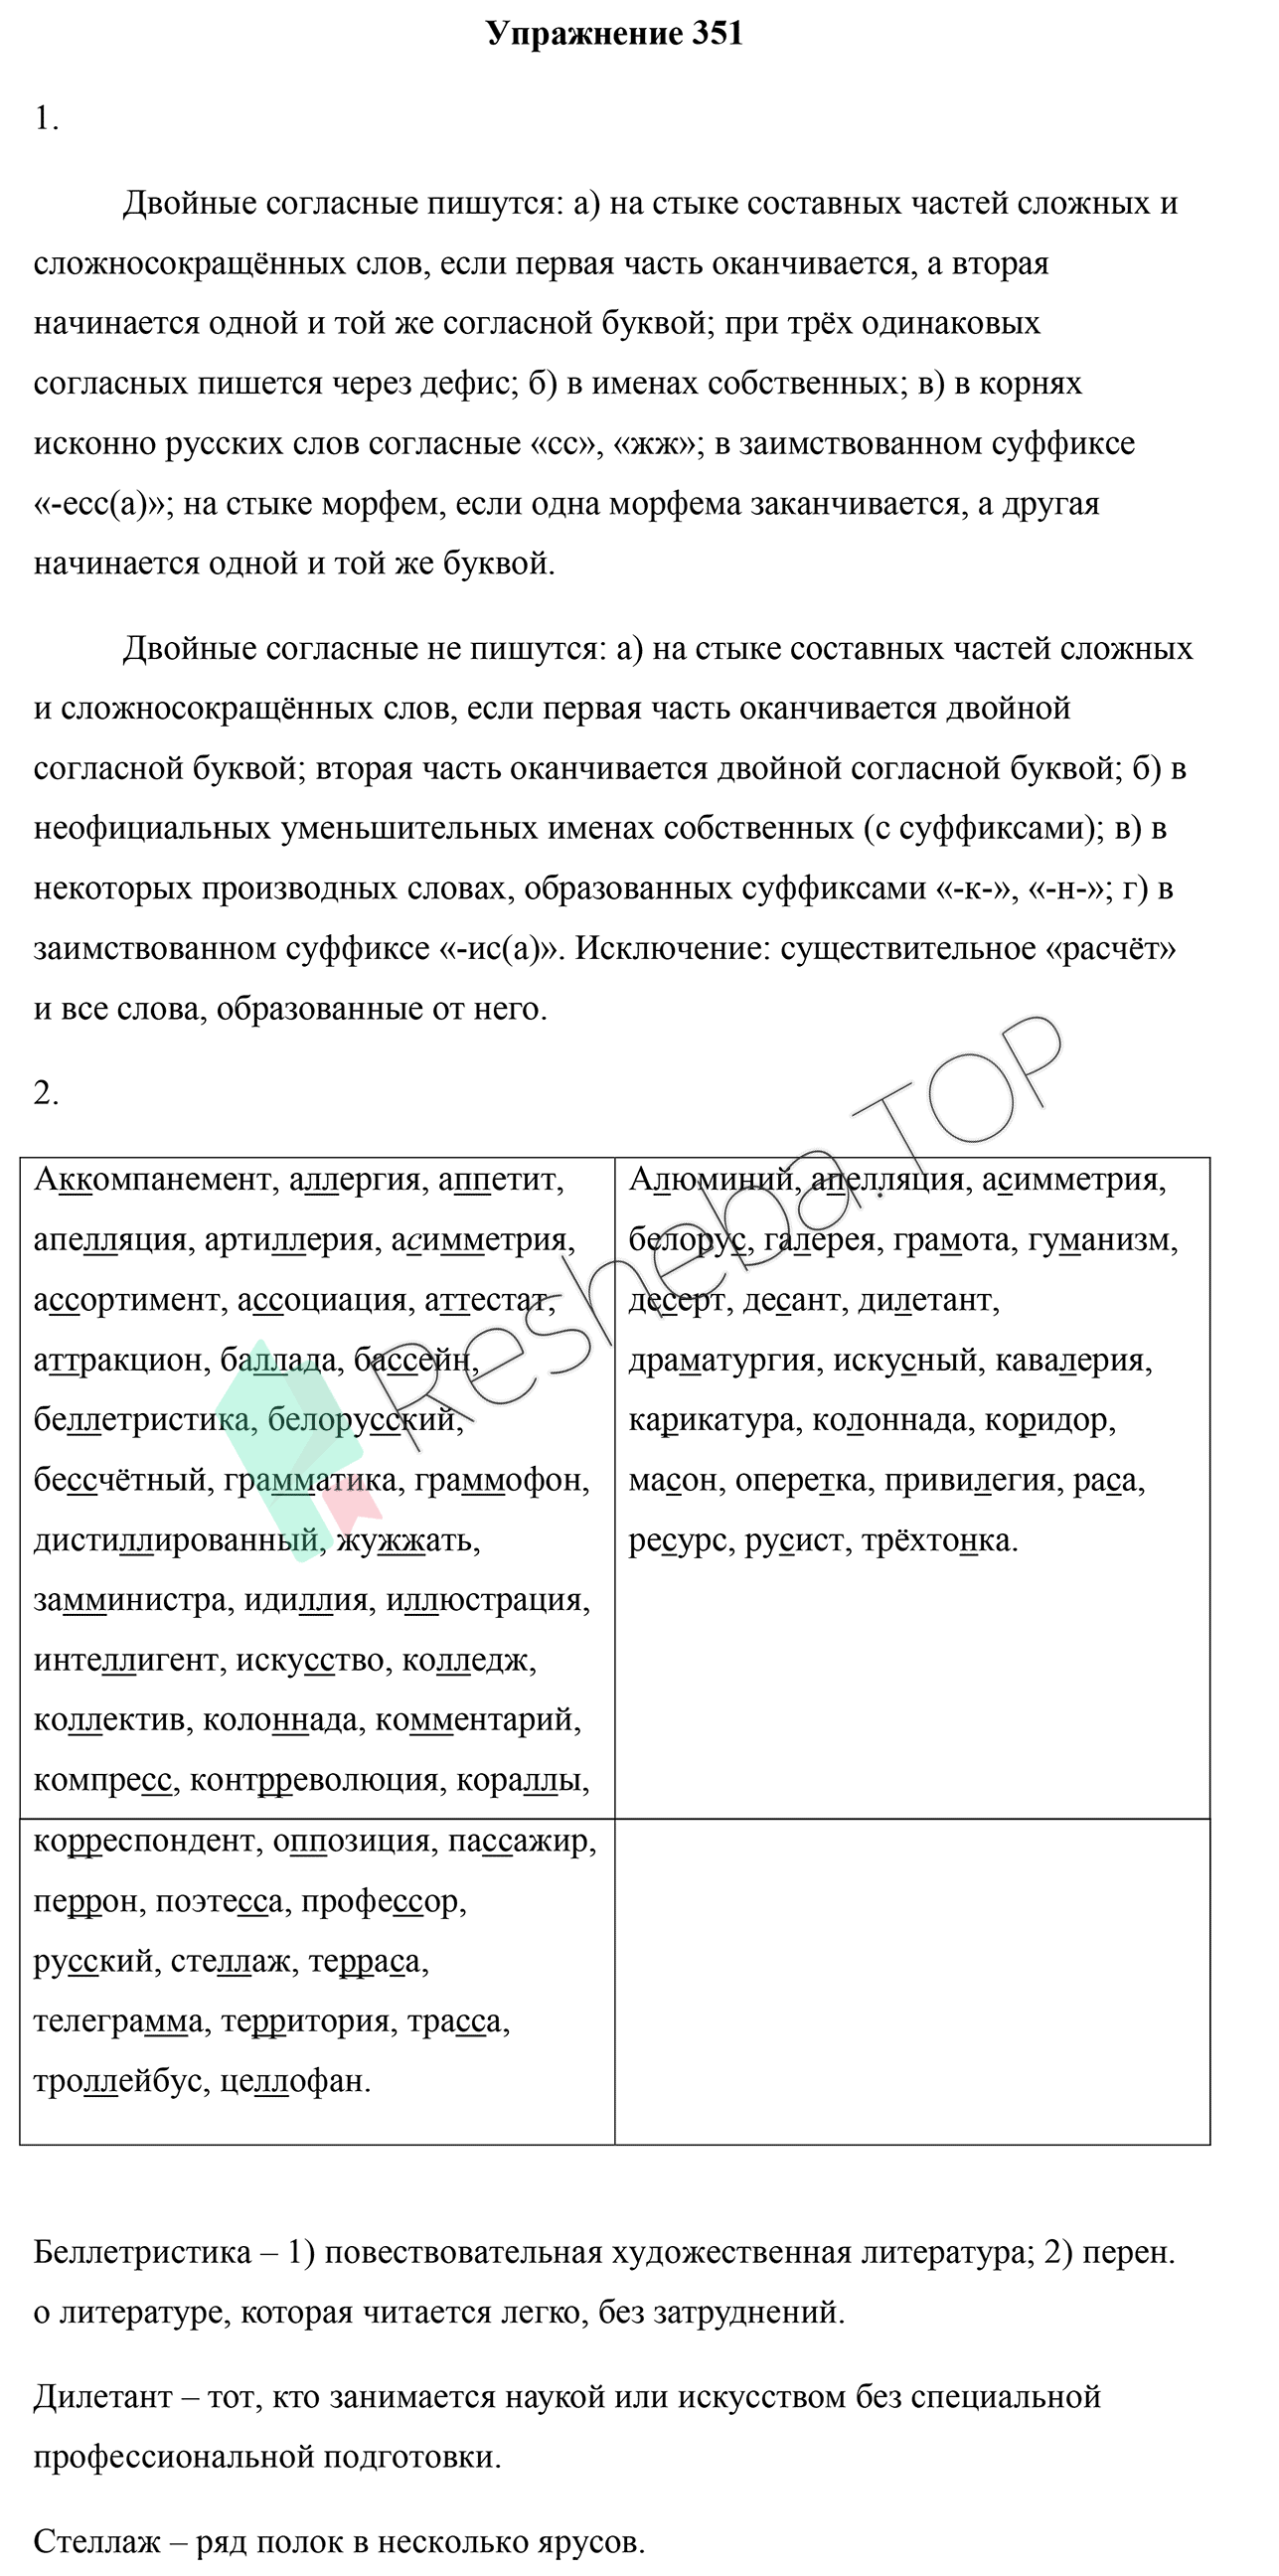 Упражнение 351
1.
Двойные согласные пишутся: а) на стыке составных частей сложных и
сложносокращённых слов, если первая часть оканчивается, а вторая
начинается одной и той же согласной буквой; при трёх одинаковых
согласных пишется через дефис; б) в именах собственных; в) в корнях
исконно русских слов согласные «сс», «жж»; в заимствованном суффиксе
«-есс(а)»; на стыке морфем, если одна морфема заканчивается, а другая
начинается одной и той же буквой.
Двойные согласные не пишутся: а) на стыке составных частей сложных
и сложносокращённых слов, если первая часть оканчивается двойной
согласной буквой; вторая часть оканчивается двойной согласной буквой; б) в
неофициальных уменьшительных именах собственных (с суффиксами); в) в
некоторых производных словах, образованных суффиксами «-к-», «-н-»; г) в
заимствованном суффиксе «-ис(а)». Исключение: существительное «расчёт»
и все слова, образованные от него.
2.
Аккомпанемент, аллергия, аппетит,
апелляция, артиллерия, асимметрия,
ассортимент, ассоциация, аттестат,
аттракцион, баллада, бассейн,
беллетристика, белорусский,
бессчётный, грамматика, граммофон,
дистиллированный, жужжать,
замминистра, идиллия, иллюстрация,
интеллигент, искусство, колледж,
коллектив, колоннада, комментарий,
компресс, контрреволюция, кораллы,
корреспондент, оппозиция, пассажир,
перрон, поэтесса, профессор,
русский, стеллаж, терраса,
телеграмма, территория, трасса,
троллейбус, целлофан.
Алюминий, апелляция, асимметрия,
белорус, галерея, грамота, гуманизм,
десерт, десант, дилетант,
драматургия, искусный, кавалерия,
карикатура, колоннада, коридор,
масон, оперетка, привилегия, раса,
ресурс, русист, трёхтонка.
Resheba.TOP
Беллетристика – 1) повествовательная художественная литература; 2) перен.
о литературе, которая читается легко, без затруднений.
Дилетант – тот, кто занимается наукой или искусством без специальной
профессиональной подготовки.
Стеллаж – ряд полок в несколько ярусов.